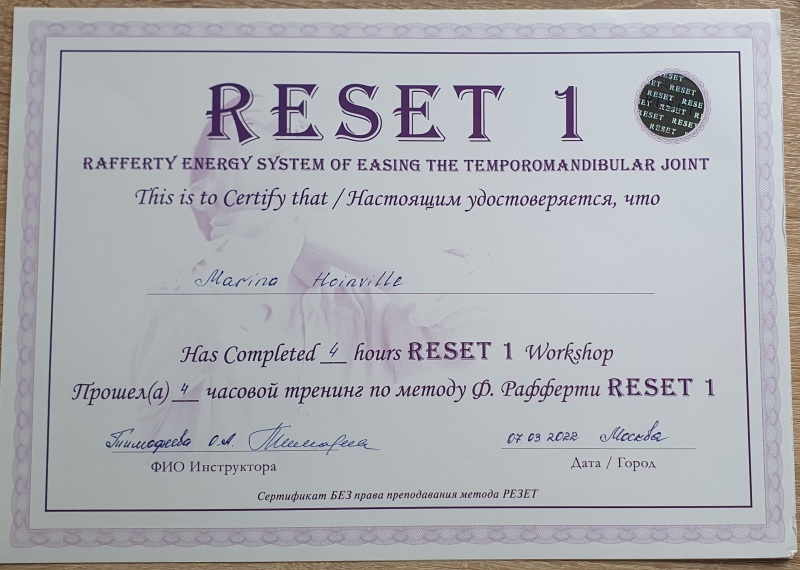 RESET 1
RESET
RAFFERTY ENERGY SYSTEM OF EASING THE TEMPOROMANDIBULAR JOINT
This is to Certify that / Настоящим удостоверяется, что
Marina Hoinville
Has Completed 4 hours RESET 1 Workshop
Прошел(а) 4 часовой тренинг по методу Ф. Рафферти RESET 1
Тимофеева О.А. 07 03 2022 Москва
ФИО Инструктора Дата / Город
Сертификат БЕЗ права преподавания метода РЕЗЕТ